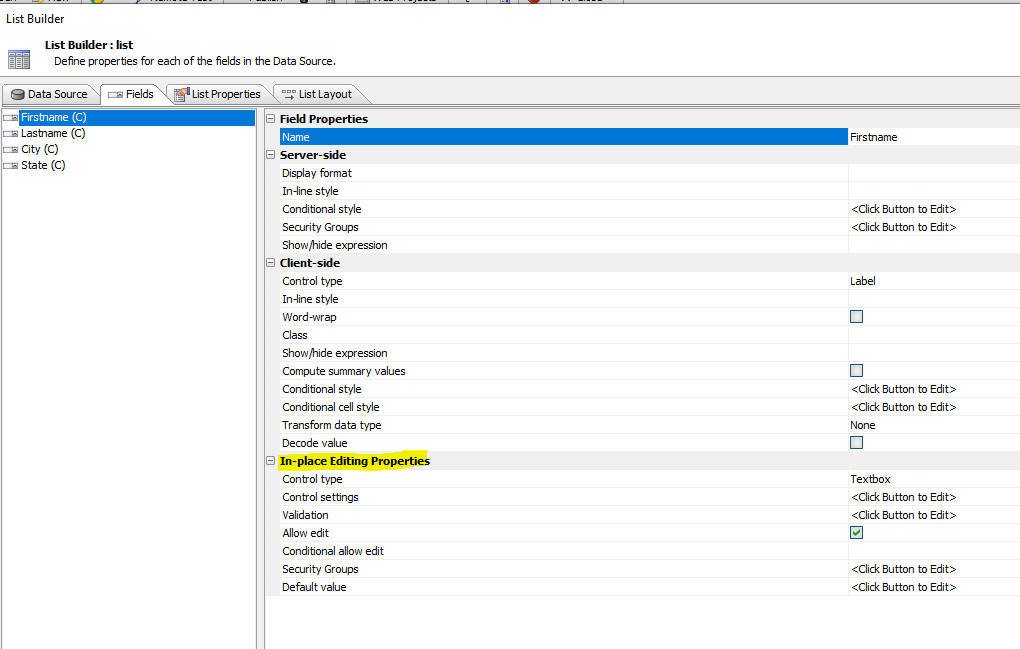 List Builder
List Builder : list
Define properties for each of the fields in the Data Source.
Data Source Fields List Properties List Layout
Firstname (C)
Lastname (C)
City (C)
State (C)
Field Properties
Name Firstname
Server-side
Display format
In-line style
Conditional style <Click Button to Edit>
Security Groups <Click Button to Edit>
Show/hide expression
Client-side
Control type Label
In-line style
Word-wrap
Class
Show/hide expression
Compute summary values
Conditional style <Click Button to Edit>
Conditional cell style <Click Button to Edit>
Transform data type None
Decode value
In-place Editing Properties
Control type Textbox
Control settings <Click Button to Edit>
Validation <Click Button to Edit>
Allow edit
Conditional allow edit
Security Groups <Click Button to Edit>
Default value <Click Button to Edit>